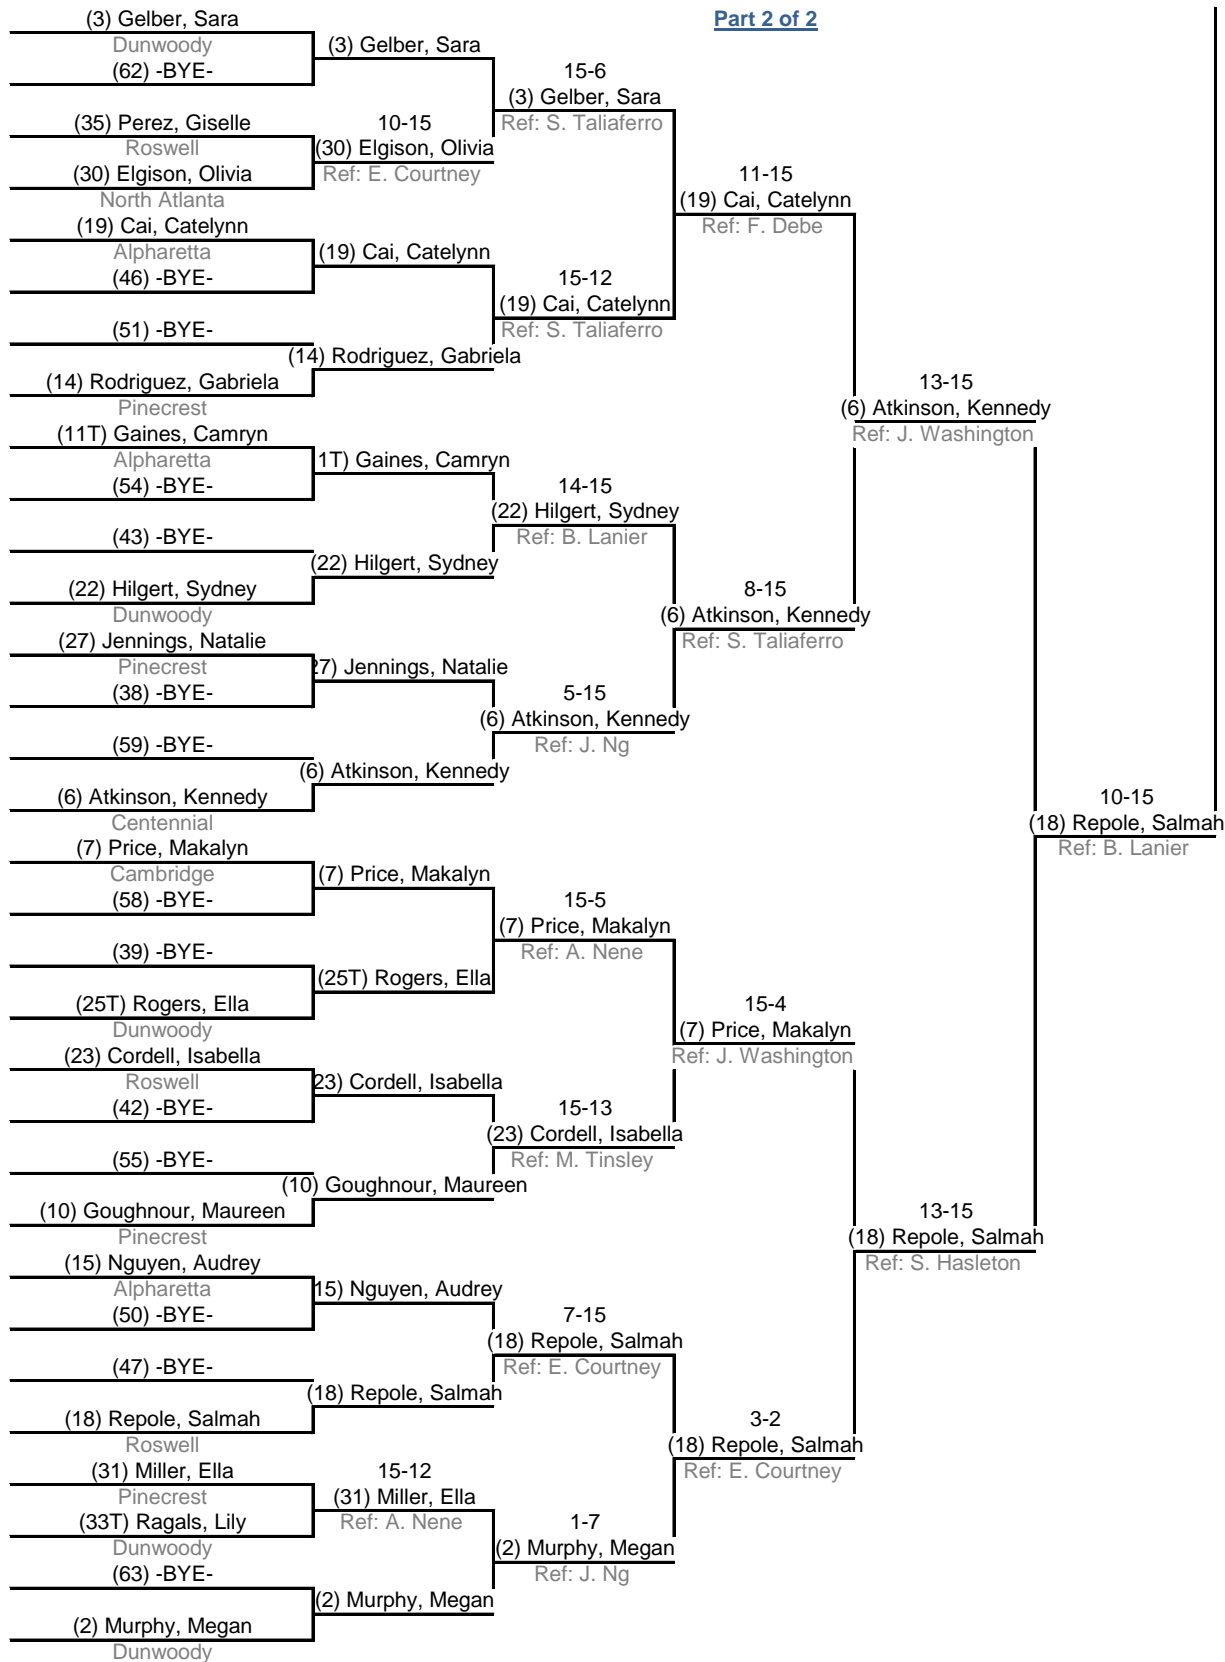 Part 2 of 2
(3) Gelber, Sara
Dunwoody
(62) -BYE-
(35) Perez, Giselle
Roswell
(30) Elgison, Olivia
North Atlanta
(19) Cai, Catelynn
Alpharetta
(46) -BYE-
(51) -BYE-
(14) Rodriguez, Gabriela
Pinecrest
(11T) Gaines, Camryn
Alpharetta
(54) -BYE-
(43) -BYE-
(22) Hilgert, Sydney
Dunwoody
(27) Jennings, Natalie
Pinecrest
(38) -BYE-
(59) -BYE-
(6) Atkinson, Kennedy
Centennial
(7) Price, Makalyn
Cambridge
(58) -BYE-
(39) -BYE-
(25T) Rogers, Ella
Dunwoody
(23) Cordell, Isabella
Roswell
(42) -BYE-
(55) -BYE-
(10) Goughnour, Maureen
Pinecrest
(15) Nguyen, Audrey
Alpharetta
(50) -BYE-
(47) -BYE-
(18) Repole, Salmah
Roswell
(31) Miller, Ella
Pinecrest
(33T) Ragals, Lily
Dunwoody
(63) -BYE-
(2) Murphy, Megan
Dunwoody
(3) Gelber, Sara
10-15
(30) Elgison, Olivia
Ref: E. Courtney
(19) Cai, Catelynn
(14) Rodriguez, Gabriela
1T) Gaines, Camryn
(22) Hilgert, Sydney
27) Jennings, Natalie
(6) Atkinson, Kennedy
(7) Price, Makalyn
(25T) Rogers, Ella
23) Cordell, Isabella
(10) Goughnour, Maureen
15) Nguyen, Audrey
(18) Repole, Salmah
15-12
(31) Miller, Ella
Ref: A. Nene
(2) Murphy, Megan
15-6
(3) Gelber, Sara
Ref: S. Taliaferro
15-12
(19) Cai, Catelynn
Ref: S. Taliaferro
14-15
(22) Hilgert, Sydney
Ref: B. Lanier
5-15
(6) Atkinson, Kennedy
Ref: J. Ng
15-5
(7) Price, Makalyn
Ref: A. Nene
15-13
(23) Cordell, Isabella
Ref: M. Tinsley
7-15
(18) Repole, Salmah
Ref: E. Courtney
1-7
(2) Murphy, Megan
Ref: J. Ng
11-15
(19) Cai, Catelynn
Ref: F. Debe
8-15
(6) Atkinson, Kennedy
Ref: S. Taliaferro
15-4
(7) Price, Makalyn
Ref: J. Washington
3-2
(18) Repole, Salmah
Ref: E. Courtney
13-15
(6) Atkinson, Kennedy
Ref: J. Washington
13-15
(18) Repole, Salmah
Ref: S. Hasleton
10-15
(18) Repole, Salmah
Ref: B. Lanier